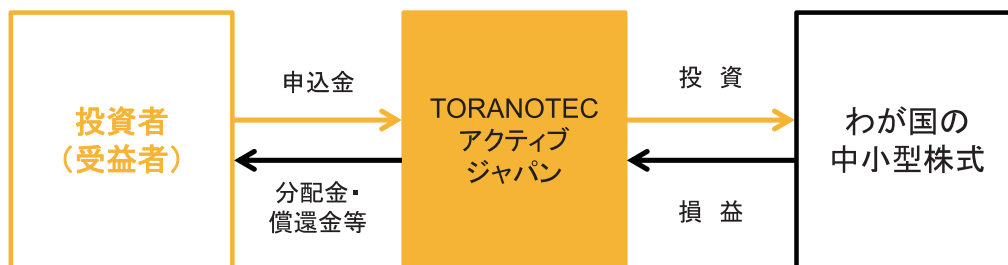 投資者
（受益者）
申込金
分配金・
償還金等
TORANOTEC
アクティブ
ジャパン
投 資
損 益
わが国の
中小型株式